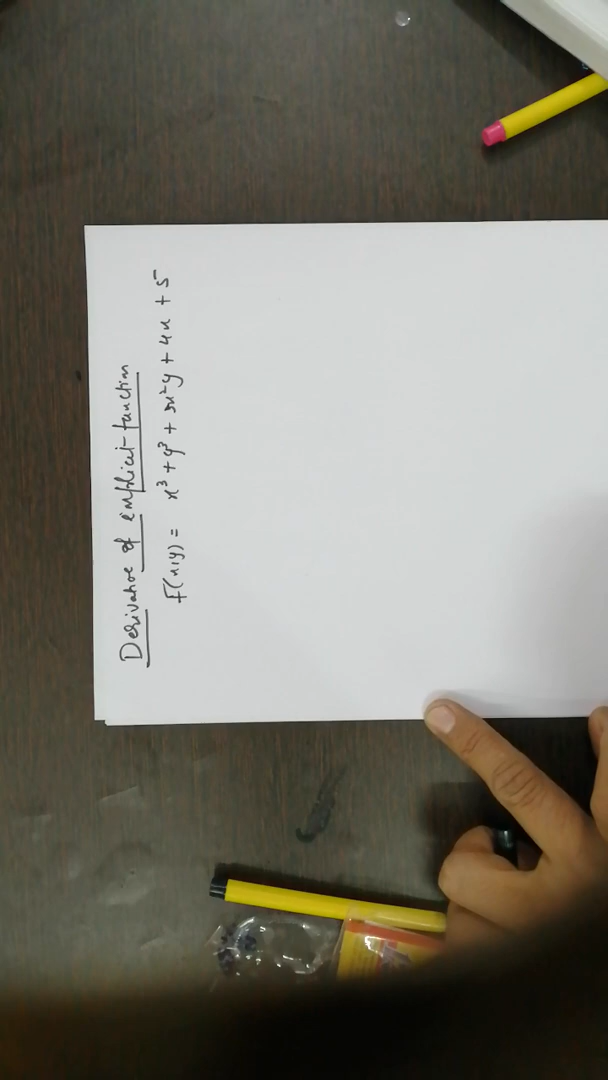 Derivative of implicit function
f(x,y) = x³ + y³ + 3x²y + 4x + 5